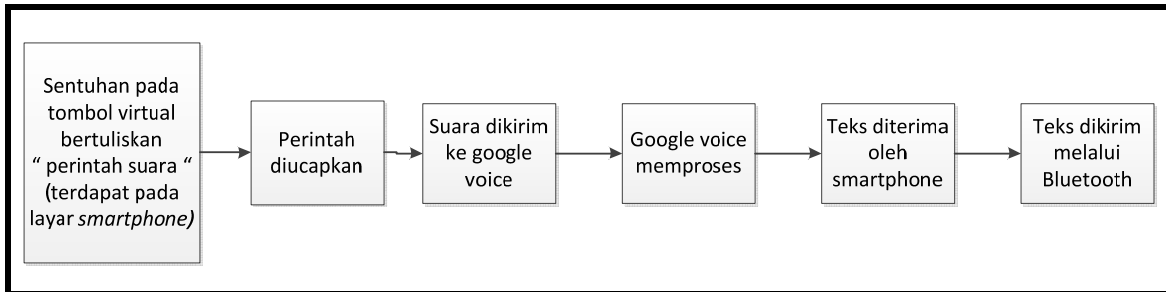 Sentuhan pada
tombol virtual
bertuliskan
“ perintah suara “
(terdapat pada
layar smartphone)
Perintah
diucapkan
Suara dikirim
ke google
voice
Google voice
memproses
Teks diterima
oleh
smartphone
Teks dikirim
melalui
Bluetooth